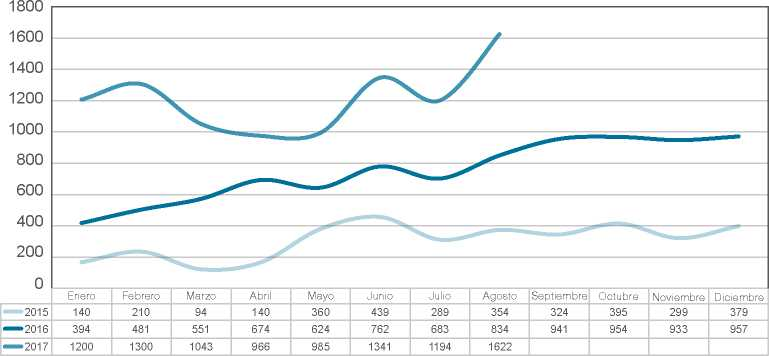 1800
1600
1400
1200
1000
800
600
400
200
0
Enero Febrero Marzo Abril Mayo Junio Julio Agosto Septiembre Octubre Noviembre Diciembre
2015 140 210 94 140 360 439 289 354 324 395 299 379
2016 394 481 551 674 624 762 683 834 941 954 933 957
2017 1200 1300 1043 966 985 1341 1194 1622